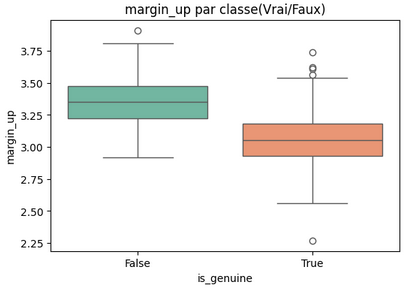 margin_up par classe(Vrai/Faux)
3.75
3.50
3.25
3.00
2.75
2.50
2.25
margin_up
False
True
is_genuine